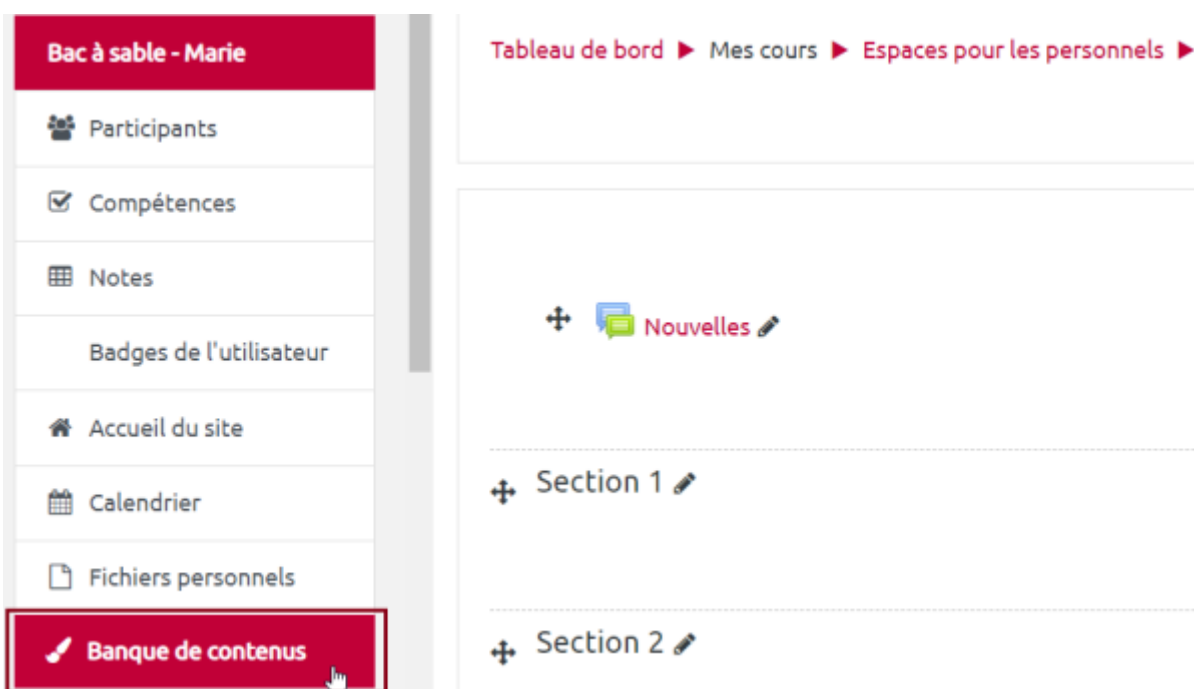 Bac à sable - Marie
Participants
Compétences
Notes
Badges de l'utilisateur
Accueil du site
Calendrier
Fichiers personnels
Banque de contenus
Tableau de bord ▶ Mes cours ▶ Espaces pour les personnels ▶
Nouvelles
Section 1
Section 2